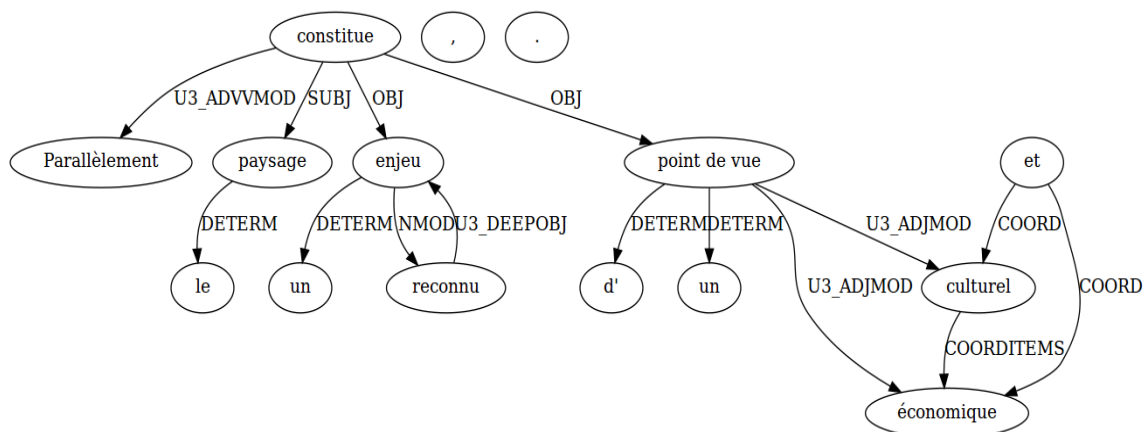 constitue , .
U3_ADVVMOD SUBJ OBJ OBJ
Parallèlement paysage enjeu point de vue et
DETERM DETERM NMOD U3_DEEPOBJ DETERM DETERM U3_ADJMOD COORD
le un reconnu d' un U3_ADJMOD culturel COORD
COORDITEMS
économique